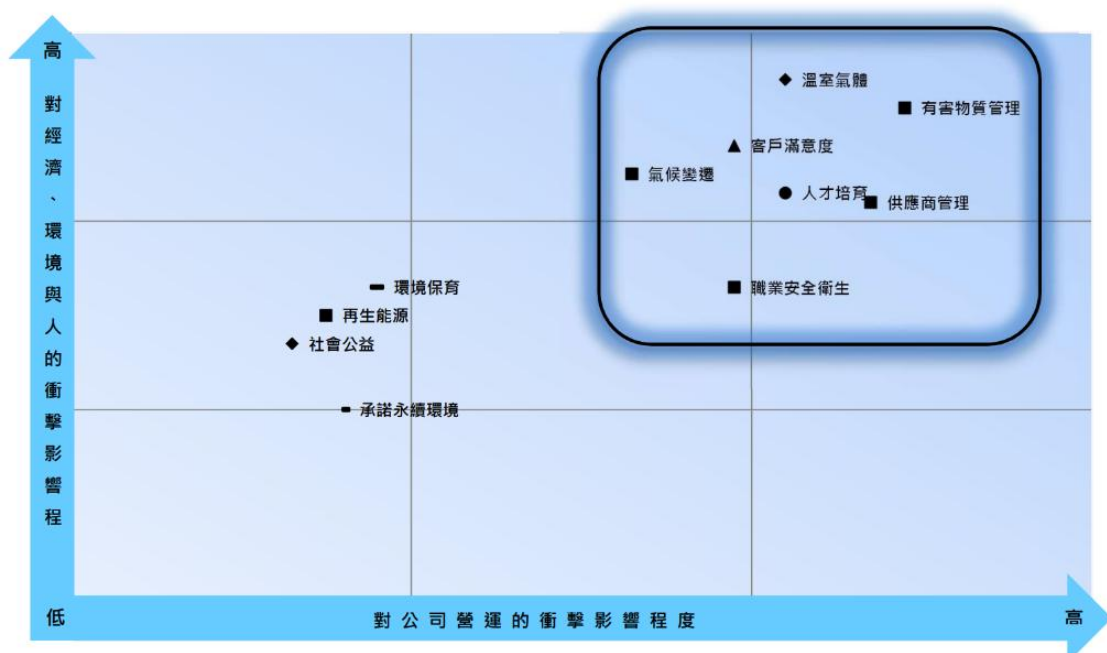 高
對經濟、環境與人的衝擊影響程
低
溫室氣體
有害物質管理
客戶滿意度
氣候變遷
人才培育
供應商管理
環境保育
職業安全衛生
再生能源
社會公益
承諾永續環境
對公司營運的衝擊影響程度
高